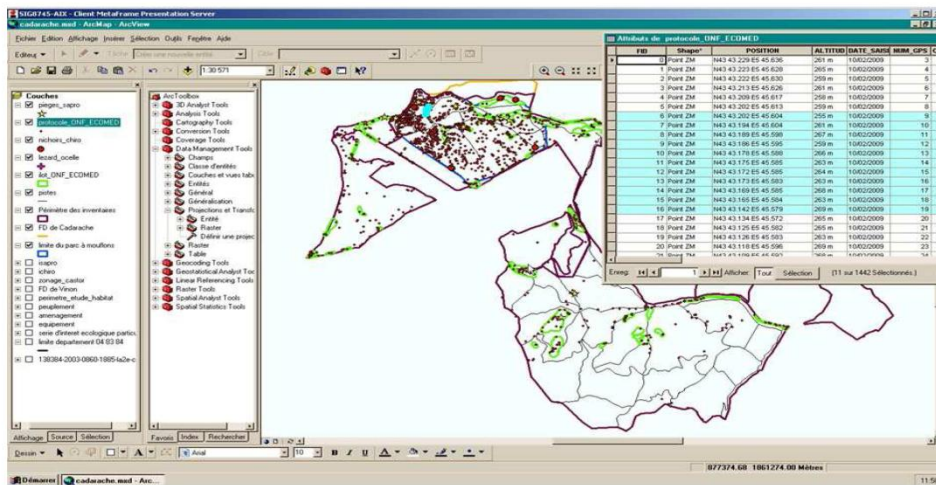 SIG8745-AIX - Client MetaFrame Presentation Server
cadarache.mxd - ArcMap - ArcView
Fichier Edition Affichage Insérer Sélection Outils Fenêtre Aide
Editeur
Tâche
Créer une nouvelle entité
1:30 571
Couches
pieges_sapro
protocole_ONF_ECOMED
nichoirs_chiro
lezard_ocelle
ilot_ONF_ECOMED
pistes
Périmètre des inventaires
FD de Cadarache
limite du parc à mouflons
isapro
ichiro
zonage_castor
FD de Vinon
perimetre_etude_habitat
peuplement
amenagement
equipement
serie d'interet ecologique particu
limite departement 04 83 84
Affichage Source Sélection
ArcToolbox
3D Analyst Tools
Analysis Tools
Cartography Tools
Conversion Tools
Coverage Tools
Data Management Tools
Champs
Classe d'entités
Couches et vues tabu
Entités
Général
Généralisation
Projections et Transfo
Entité
Raster
Définir une projec
Raster
Table
Geocoding Tools
Geostatistical Analyst Too
Linear Referencing Tools
Raster Tools
Spatial Analyst Tools
Spatial Statistics Tools
Favoris Index Rechercher
Attributs de protocole_ONF_ECOMED
FID Shape* POSITION ALTITUD DATE_SAISI NUM_GPS
0 Point ZM N43 43.229 E5 45.636 261 m 10/02/2009 3
1 Point ZM N43 43.223 E5 45.628 265 m 10/02/2009 4
2 Point ZM N43 43.222 E5 45.630 259 m 10/02/2009 5
3 Point ZM N43 43.213 E5 45.626 261 m 10/02/2009 6
4 Point ZM N43 43.209 E5 45.617 258 m 10/02/2009 7
5 Point ZM N43 43.202 E5 45.613 259 m 10/02/2009 8
6 Point ZM N43 43.202 E5 45.604 255 m 10/02/2009 9
7 Point ZM N43 43.194 E5 45.604 261 m 10/02/2009 10
8 Point ZM N43 43.189 E5 45.598 267 m 10/02/2009 11
9 Point ZM N43 43.186 E5 45.595 259 m 10/02/2009 12
10 Point ZM N43 43.178 E5 45.585 266 m 10/02/2009 13
11 Point ZM N43 43.175 E5 45.585 263 m 10/02/2009 14
12 Point ZM N43 43.172 E5 45.585 264 m 10/02/2009 15
13 Point ZM N43 43.173 E5 45.583 263 m 10/02/2009 16
14 Point ZM N43 43.169 E5 45.585 268 m 10/02/2009 17
15 Point ZM N43 43.165 E5 45.584 263 m 10/02/2009 18
16 Point ZM N43 43.142 E5 45.579 262 m 10/02/2009 19
17 Point ZM N43 43.134 E5 45.572 265 m 10/02/2009 20
18 Point ZM N43 43.125 E5 45.582 265 m 10/02/2009 21
19 Point ZM N43 43.126 E5 45.583 263 m 10/02/2009 22
20 Point ZM N43 43.118 E5 45.596 269 m 10/02/2009 23
Enreg: 1 Afficher: Tout Sélection (11 sur 1442 Sélectionnés.)
Dessin Arial 10 B I U A
877374.68 1861274.08 Mètres
Démarrer cadarache.mxd - Arc...